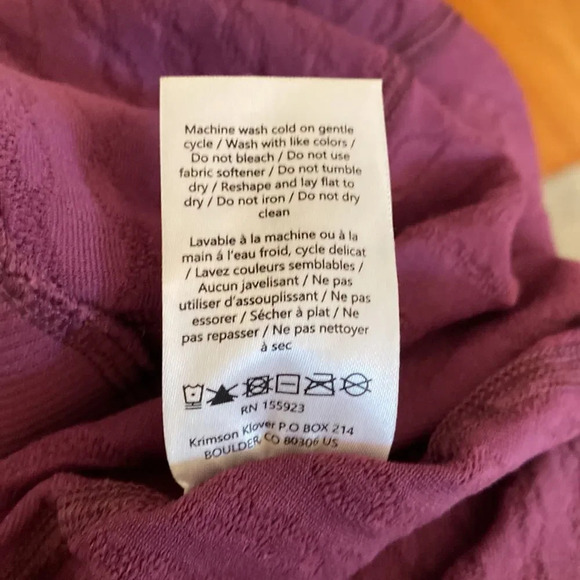 Machine wash cold on gentle
cycle / Wash with like colors /
Do not bleach / Do not use
fabric softener / Do not tumble
dry / Reshape and lay flat to
dry / Do not iron / Do not dry
clean
Lavable à la machine ou à la
main á l'eau froid, cycle delicat
/ Lavez couleurs semblables /
Aucun javelisant / Ne pas
utiliser d'assouplissant / Ne pas
essorer / Sécher à plat / Ne
pas repasser / Ne pas nettoyer
à sec
RN 155923
Krimson Klover P.O BOX 214
BOULDER, CO 80306 US